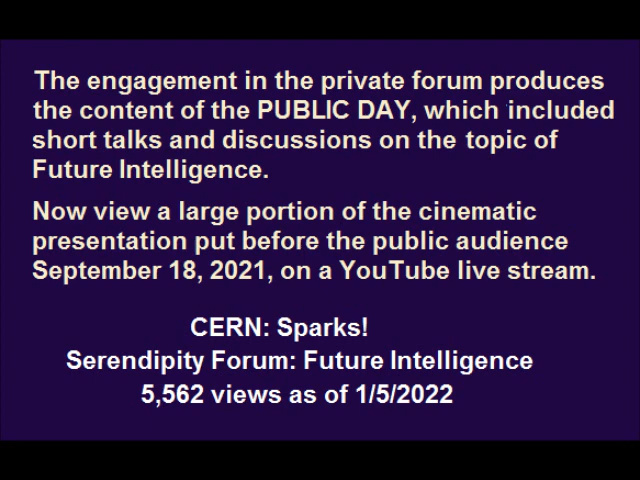 The engagement in the private forum produces
the content of the PUBLIC DAY, which included
short talks and discussions on the topic of
Future Intelligence.
Now view a large portion of the cinematic
presentation put before the public audience
September 18, 2021, on a YouTube live stream.
CERN: Sparks!
Serendipity Forum: Future Intelligence
5,562 views as of 1/5/2022